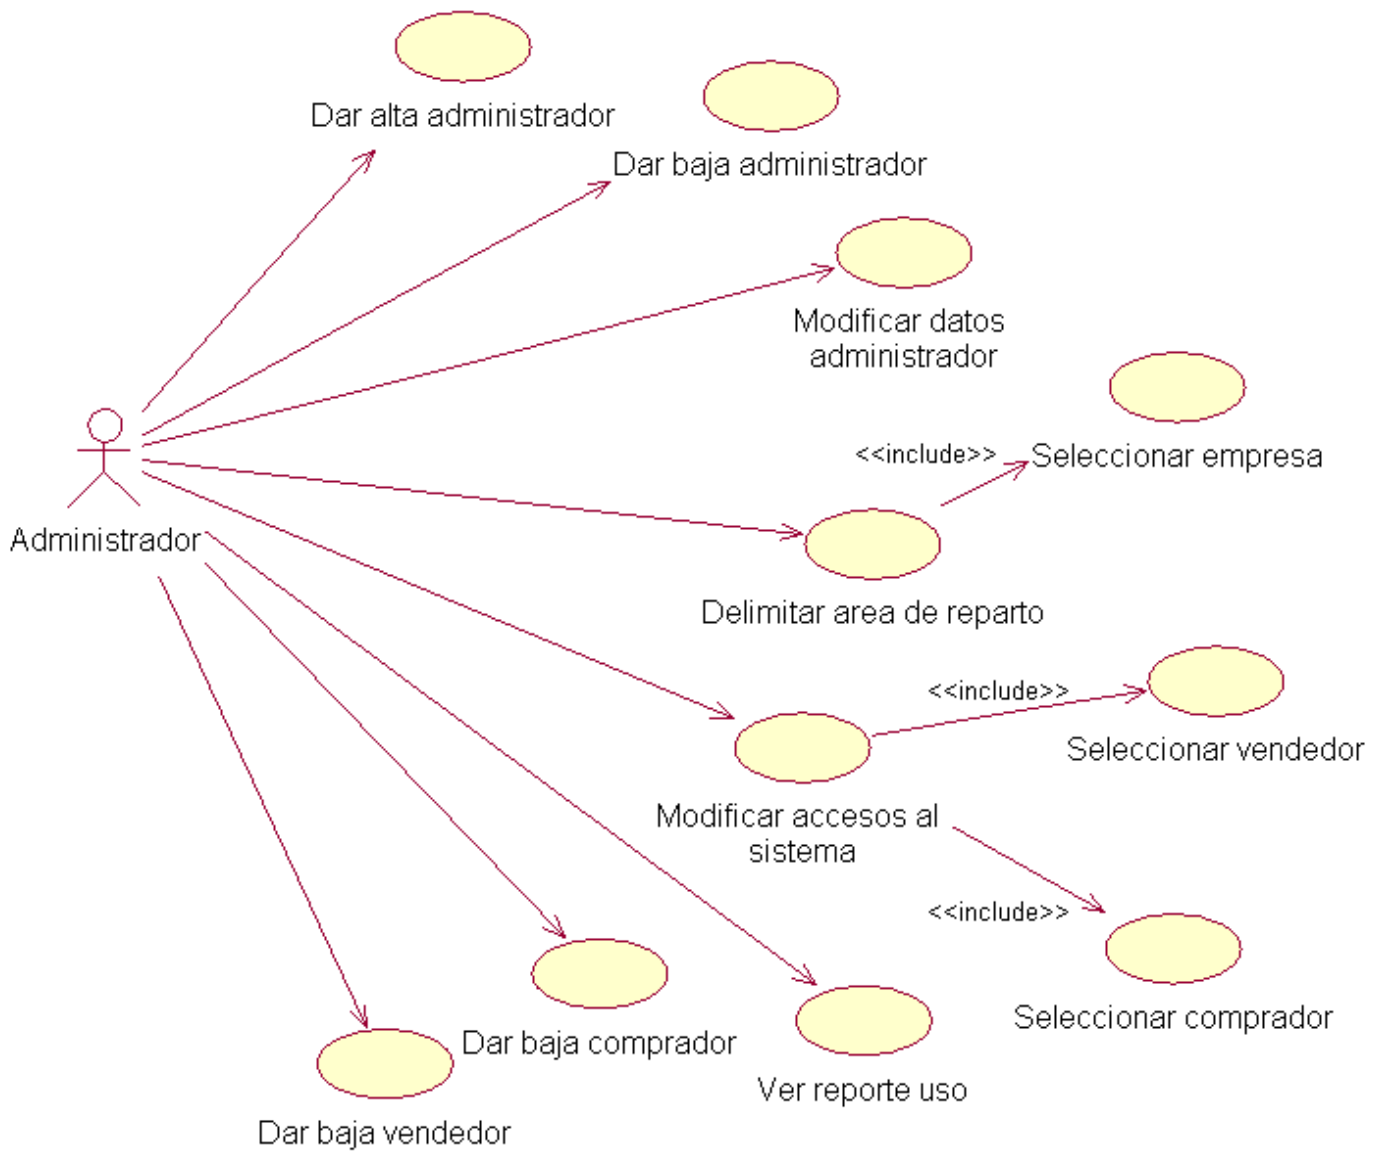 Dar alta administrador
Dar baja administrador
Modificar datos
administrador
<<include>>
Seleccionar empresa
Administrador
Delimitar area de reparto
<<include>>
Seleccionar vendedor
Modificar accesos al
sistema
<<include>>
Seleccionar comprador
Dar baja comprador
Ver reporte uso
Dar baja vendedor